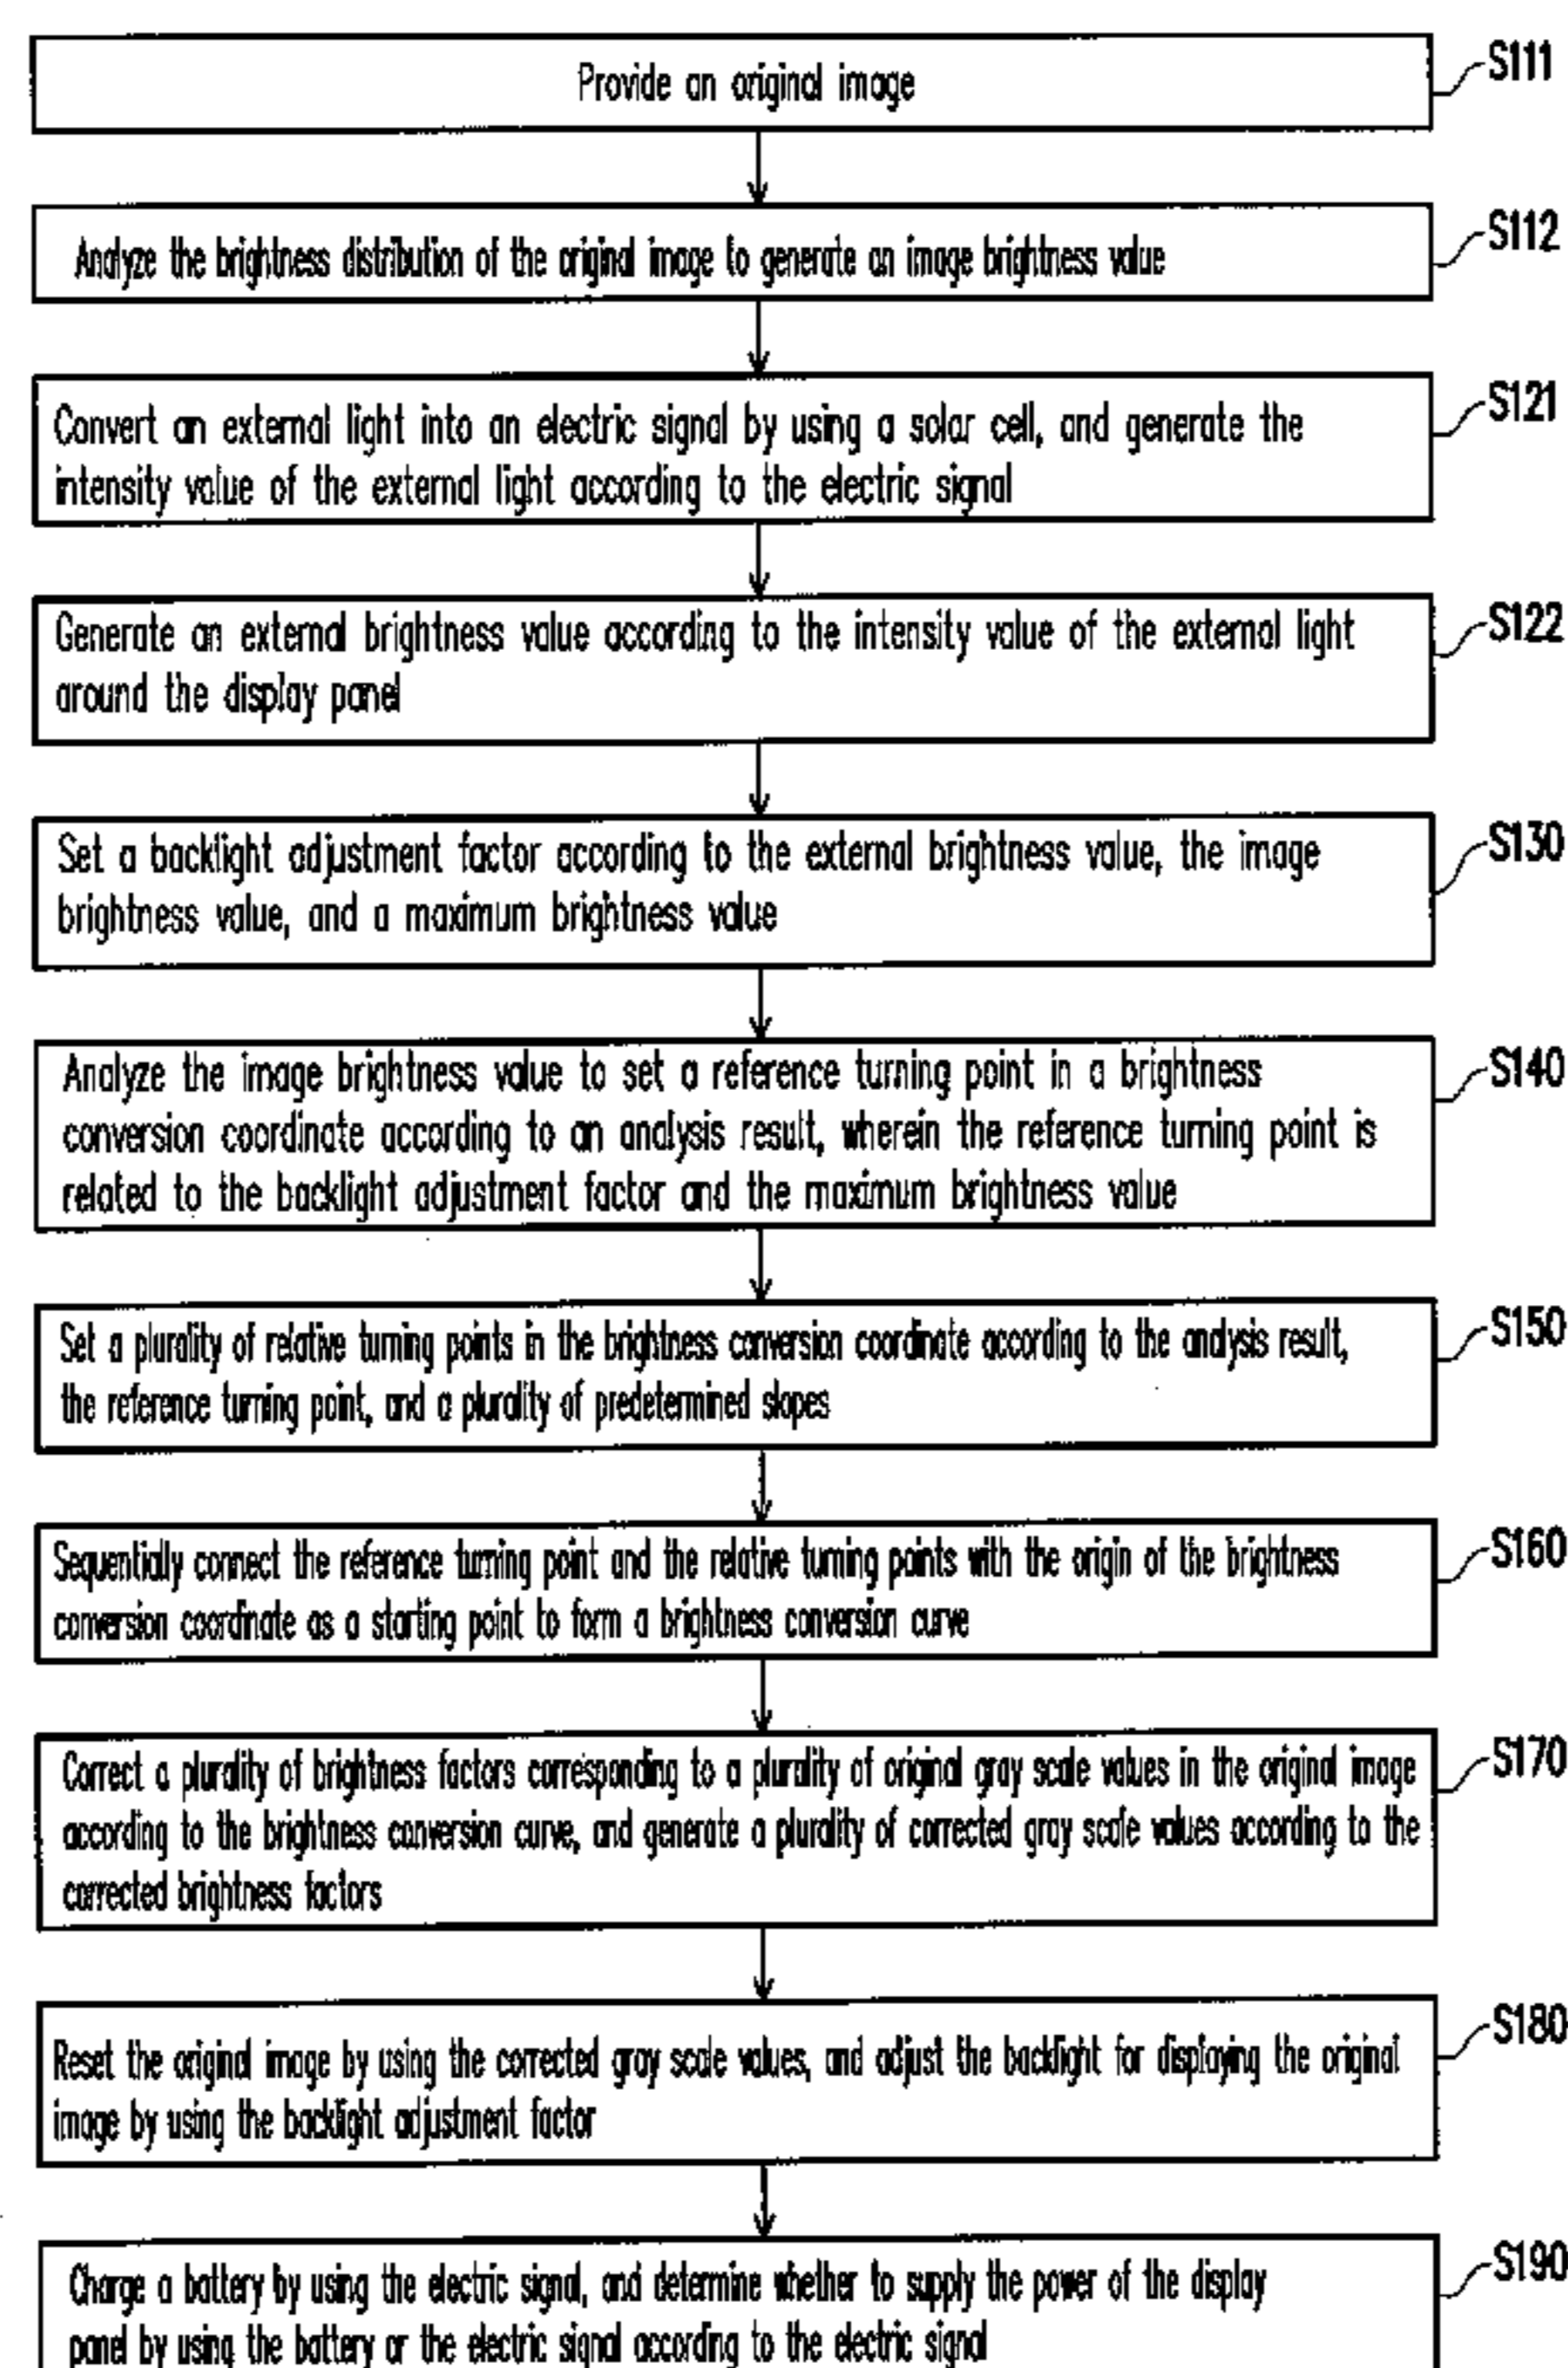 Provide an original image
S111
Analyze the brightness distribution of the original image to generate an image brightness value
S112
Convert an external light into an electric signal by using a solar cell, and generate the
intensity value of the external light according to the electric signal
S121
Generate an external brightness value according to the intensity value of the external light
around the display panel
S122
Set a backlight adjustment factor according to the external brightness value, the image
brightness value, and a maximum brightness value
S130
Analyze the image brightness value to set a reference turning point in a brightness
conversion coordinate according to an analysis result, wherein the reference turning point is
related to the backlight adjustment factor and the maximum brightness value
S140
Set a plurality of relative turning points in the brightness conversion coordinate according to the analysis result,
the reference turning point, and a plurality of predetermined slopes
S150
Sequentially connect the reference turning point and the relative turning points with the origin of the brightness
conversion coordinate as a starting point to form a brightness conversion curve
S160
Correct a plurality of brightness factors corresponding to a plurality of original gray scale values in the original image
according to the brightness conversion curve, and generate a plurality of corrected gray scale values according to the
corrected brightness factors
S170
Reset the original image by using the corrected gray scale values, and adjust the backlight for displaying the original
image by using the backlight adjustment factor
S180
Charge a battery by using the electric signal, and determine whether to supply the power of the display
panel by using the battery or the electric signal according to the electric signal
S190